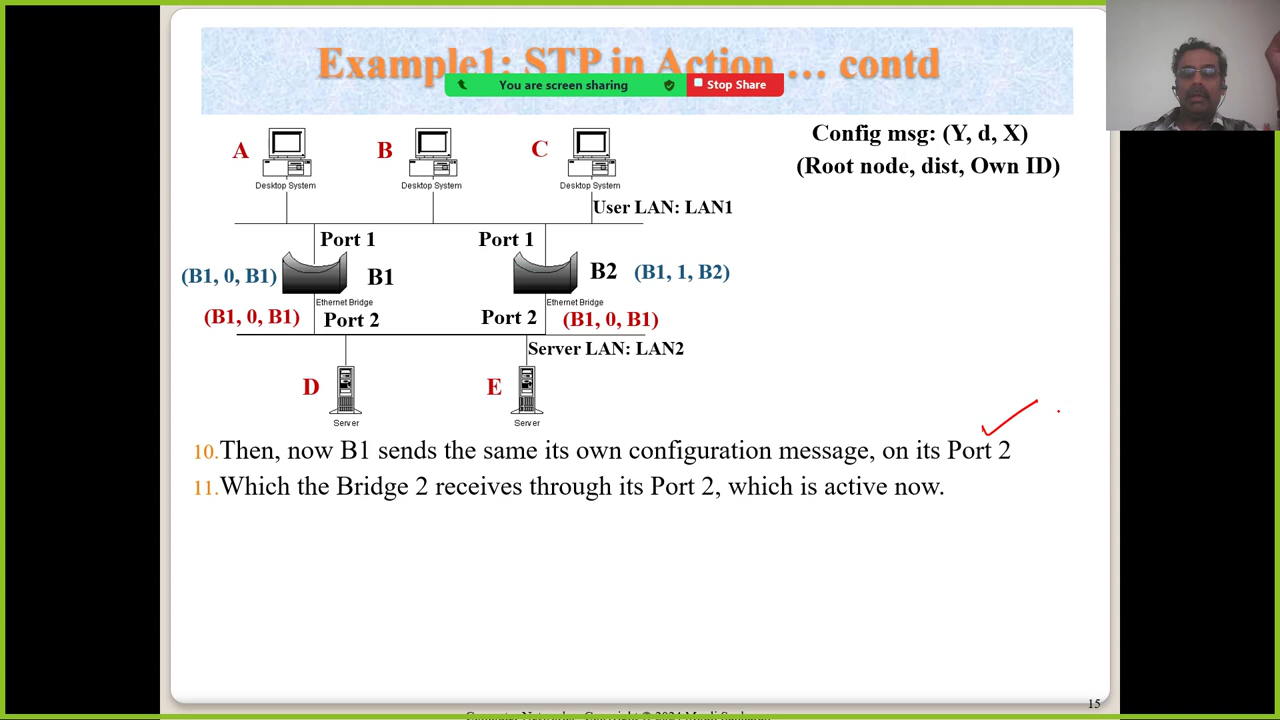 Example1: STP in Action … contd
You are screen sharing
Stop Share
Config msg: (Y, d, X)
(Root node, dist, Own ID)
A
B
C
Desktop System
Desktop System
Desktop System
User LAN: LAN1
Port 1
Port 1
(B1, 0, B1)
B1
B2
(B1, 1, B2)
Ethernet Bridge
Ethernet Bridge
(B1, 0, B1)
Port 2
Port 2
(B1, 0, B1)
Server LAN: LAN2
D
E
Server
Server
10.Then, now B1 sends the same its own configuration message, on its Port 2
11.Which the Bridge 2 receives through its Port 2, which is active now.
15